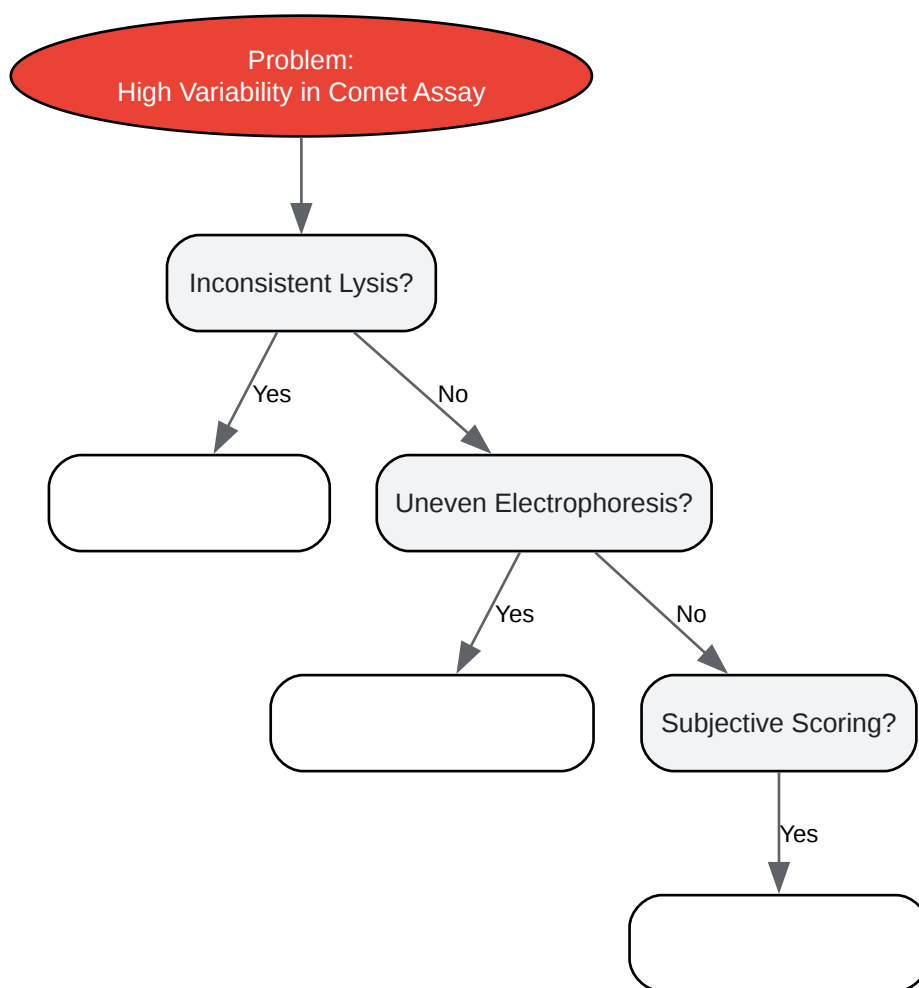 Problem:
High Variability in Comet Assay
Inconsistent Lysis?
Yes
No
Uneven Electrophoresis?
Yes
No
Subjective Scoring?
Yes